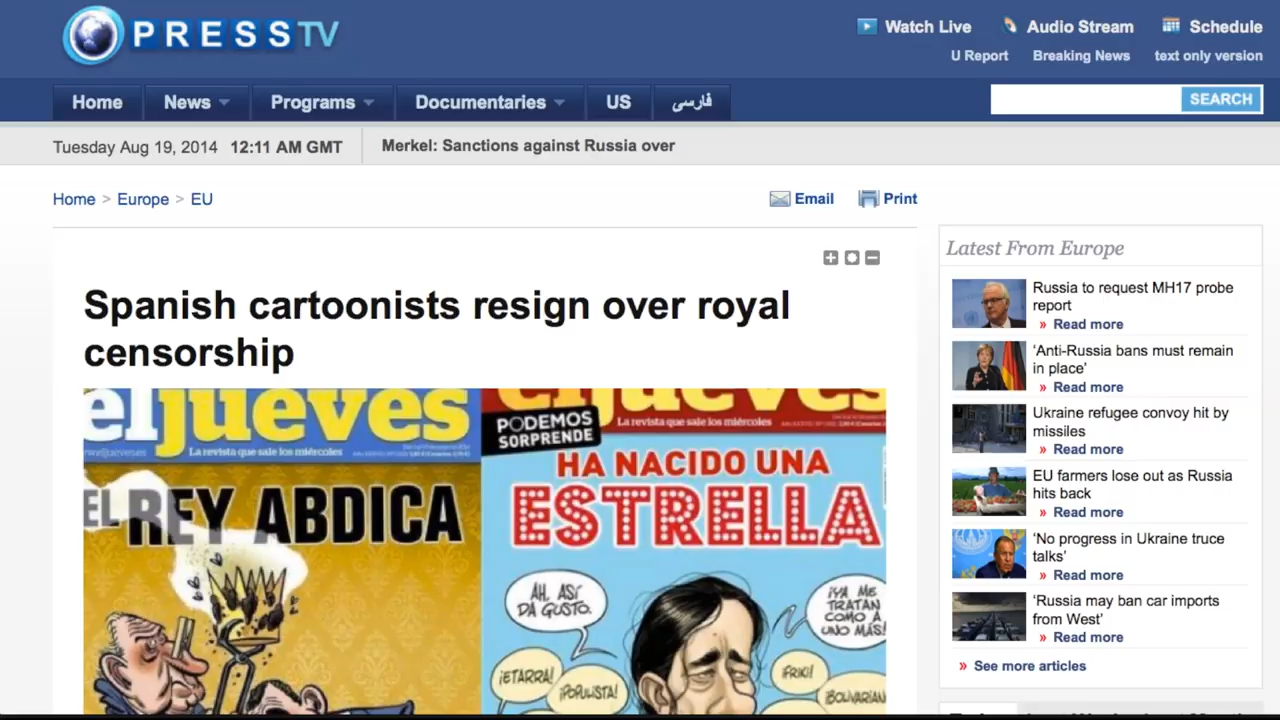 PRESSTV
Watch Live
Audio Stream
Schedule
U Report
Breaking News
text only version
Home
News
Programs
Documentaries
US
فارسی
SEARCH
Tuesday Aug 19, 2014 12:11 AM GMT
Merkel: Sanctions against Russia over
Home > Europe > EU
Email
Print
Spanish cartoonists resign over royal
censorship
el jueves
La revista que sale los miércoles
EL REY ABDICA
el jueves
La revista que sale los miércoles
PODEMOS
SORPRENDE
HA NACIDO UNA
ESTRELLA
AH, ASÍ
DA GUSTO.
¡YA ME
TRATAN
COMO A
UNO MÁS!
¡ETARRA!
¡POPULISTA!
¡FRIKI!
¡BOLIVARIAN
Latest From Europe
Russia to request MH17 probe
report
» Read more
‘Anti-Russia bans must remain
in place’
» Read more
Ukraine refugee convoy hit by
missiles
» Read more
EU farmers lose out as Russia
hits back
» Read more
‘No progress in Ukraine truce
talks’
» Read more
‘Russia may ban car imports
from West’
» Read more
» See more articles